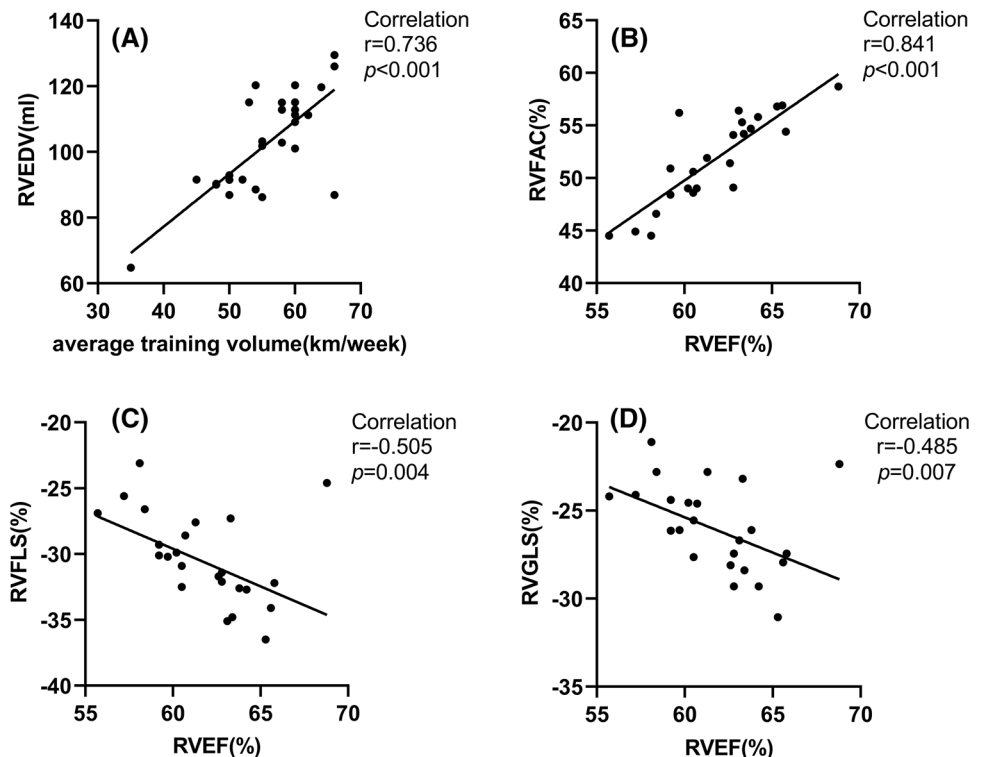 (A)
Correlation
r=0.736
p<0.001
RVEDV(ml)
140
120
100
80
60
30 40 50 60 70
average training volume(km/week)
(B)
Correlation
r=0.841
p<0.001
RVFAC(%)
65
60
55
50
45
40
55 60 65 70
RVEF(%)
(C)
Correlation
r=-0.505
p=0.004
RVFLS(%)
-20
-25
-30
-35
-40
55 60 65 70
RVEF(%)
(D)
Correlation
r=-0.485
p=0.007
RVGLS(%)
-20
-25
-30
-35
55 60 65 70
RVEF(%)